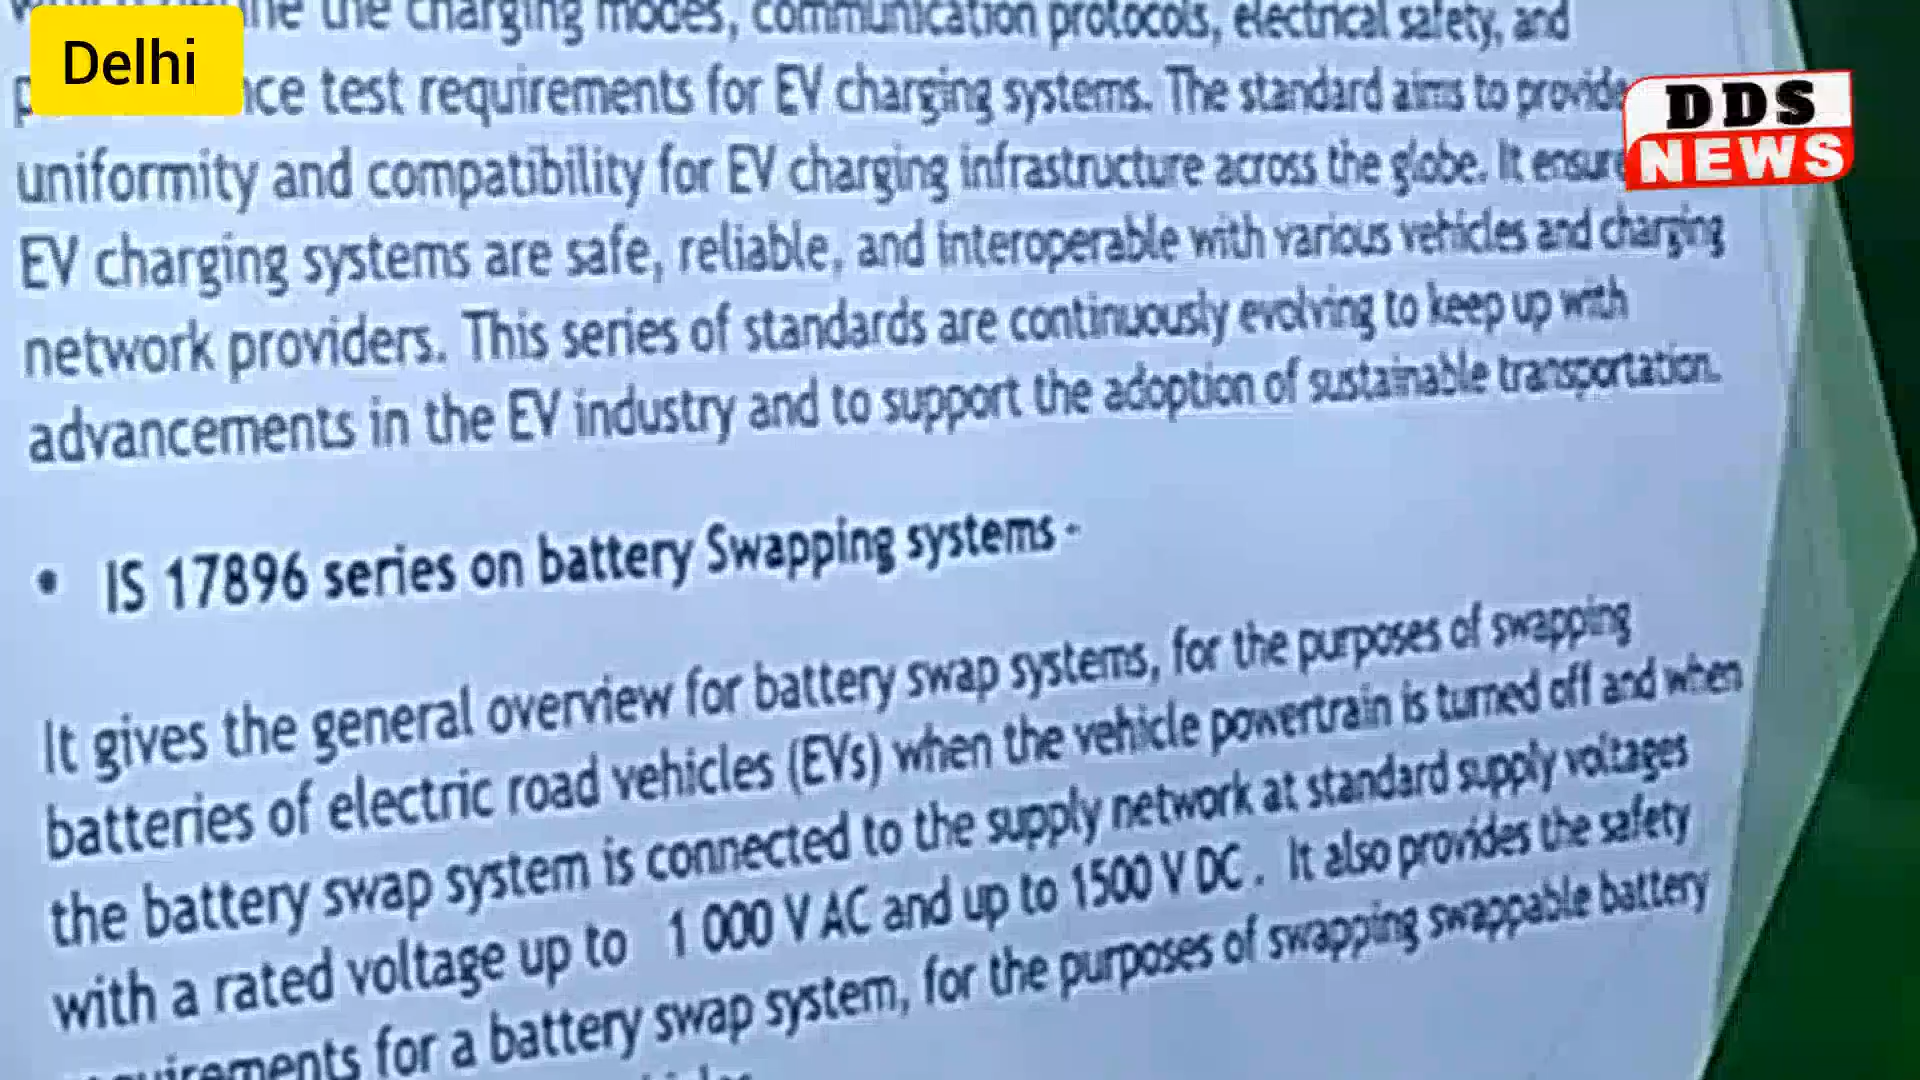 Delhi
DDS
NEWS
the charging modes, communication protocols, electrical safety, and
test requirements for EV charging systems. The standard aims to provide
uniformity and compatibility for EV charging infrastructure across the globe. It
EV charging systems are safe, reliable, and interoperable with various vehicles and charging
network providers. This series of standards are continuously evolving to keep up with
advancements in the EV industry and to support the adoption of sustainable transportation.
• IS 17896 series on battery Swapping systems -
It gives the general overview for battery swap systems, for the purposes of swapping
batteries of electric road vehicles (EVs) when the vehicle powertrain is turned off and when
the battery swap system is connected to the supply network at standard supply voltages
with a rated voltage up to 1 000 V AC and up to 1500 V DC. It also provides the safety
for a battery swap system, for the purposes of swapping swappable battery